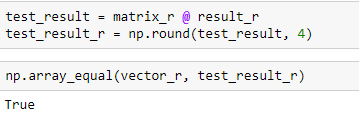 test_result = matrix_r @ result_r
test_result_r = np.round(test_result, 4)
np.array_equal(vector_r, test_result_r)
True